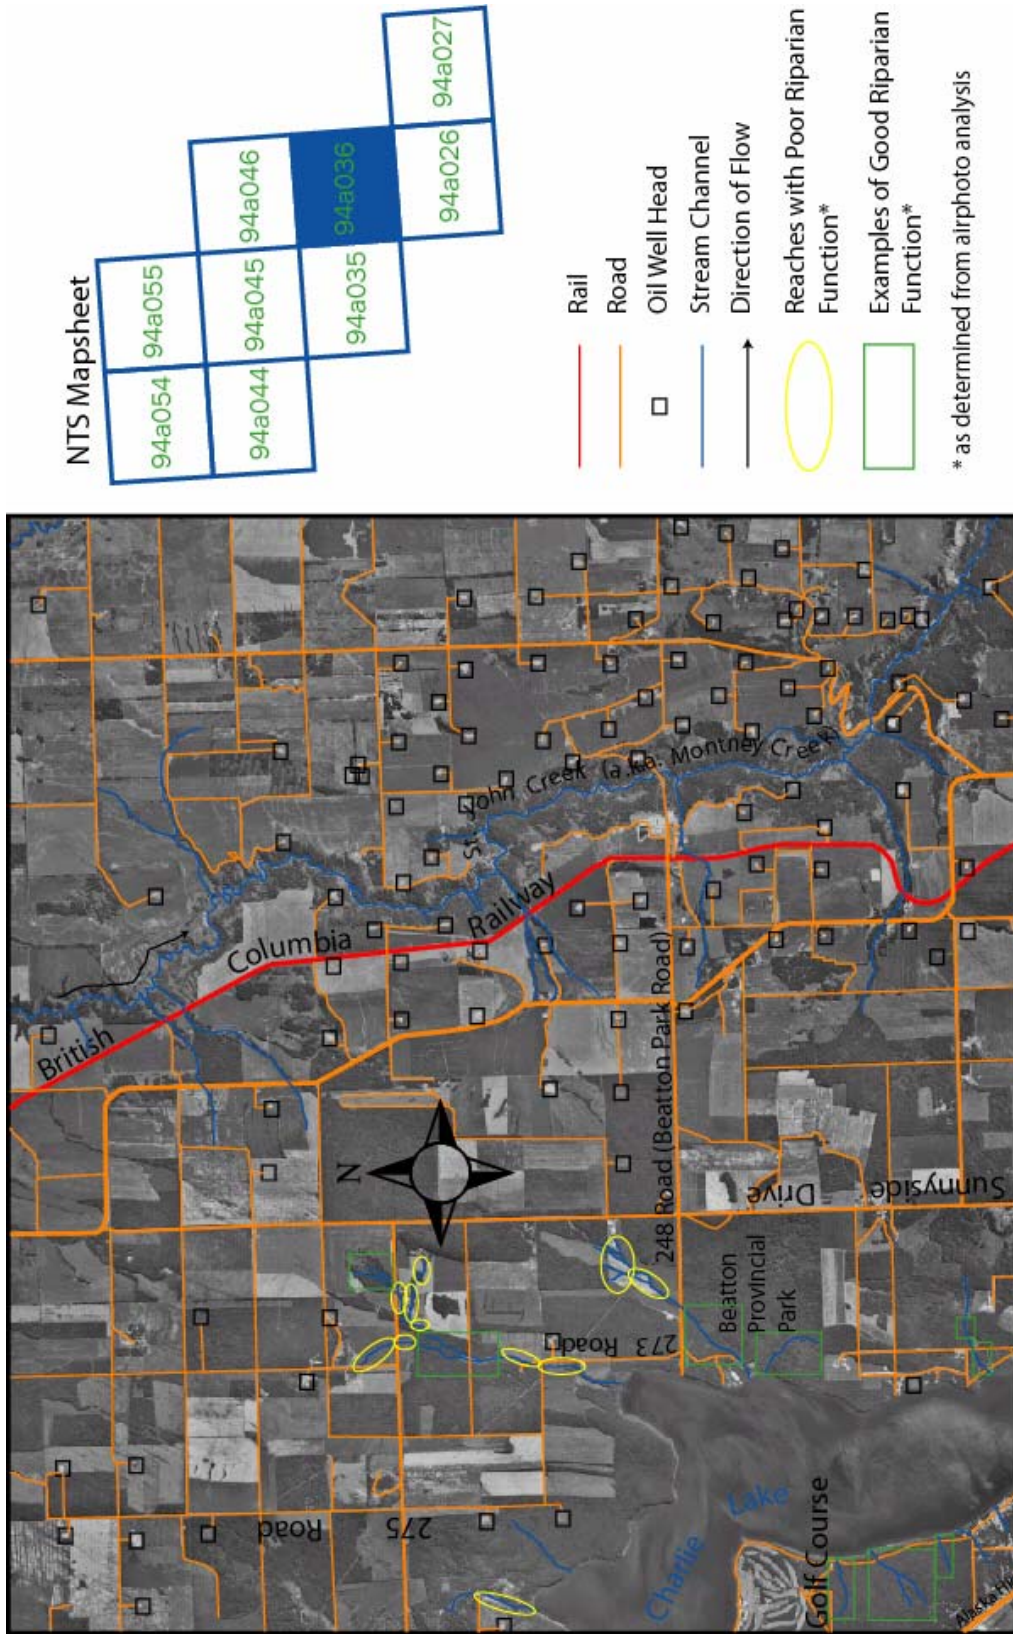 NTS Mapsheet
94a054
94a055
94a044
94a045
94a046
94a035
94a036
94a026
94a027
Rail
Road
Oil Well Head
Stream Channel
Direction of Flow
Reaches with Poor Riparian
Function*
Examples of Good Riparian
Function*
* as determined from airphoto analysis
British
Columbia
Railway
St. John Creek (a.k.a. Montney Creek)
N
248 Road (Beatton Park Road)
Sunnyside
Drive
Beatton
Provincial
Park
273 Road
275
Road
Charlie
Lake
Golf Course